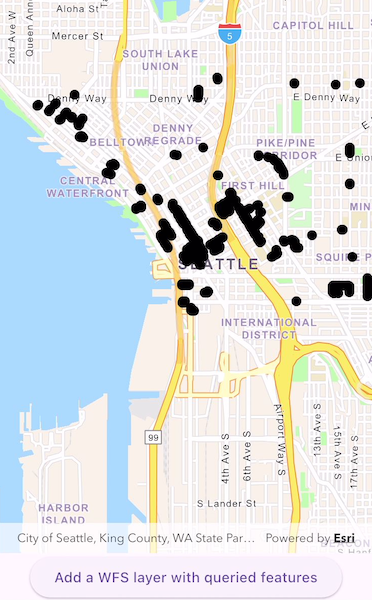 2nd Ave W
Queen Ann
Aloha St
Mercer St
CAPITOL HILL
5
SOUTH LAKE
UNION
Denny Way
Denny Way
E Denny Way
DENNY
REGRADE
BELLTOWN
PIKE/PINE
RIDOR
E Union
CENTRAL
WATERFRONT
FIRST HILL
MIN
SEATTLE
SQUIRE P
INTERNATIONAL
DISTRICT
99
4th Ave S
6th Ave S
Airport Way S
13th Ave S
15th Ave S
17th Ave S
S Lander St
HARBOR
ISLAND
City of Seattle, King County, WA State Par... Powered by Esri
Add a WFS layer with queried features